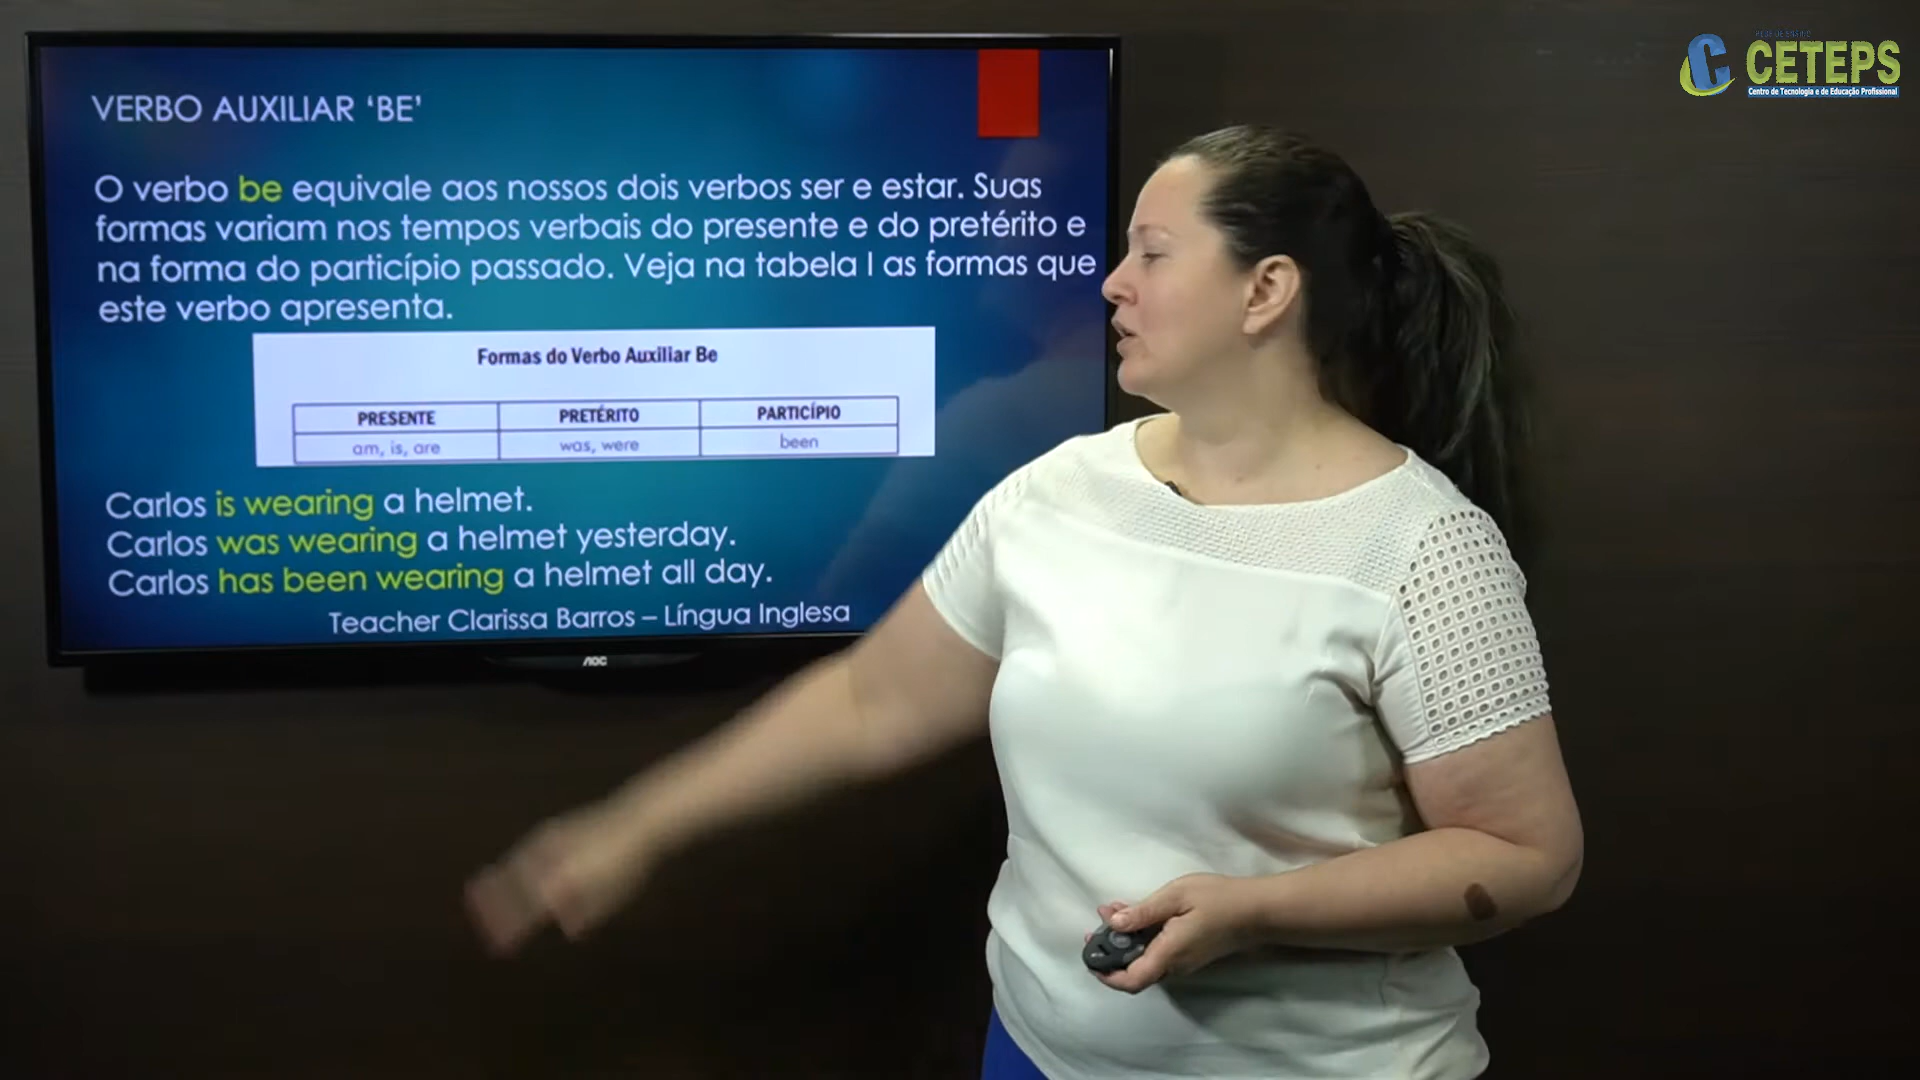 VERBO AUXILIAR ‘BE’
O verbo be equivale aos nossos dois verbos ser e estar. Suas
formas variam nos tempos verbais do presente e do pretérito e
na forma do particípio passado. Veja na tabela I as formas que
este verbo apresenta.
Formas do Verbo Auxiliar Be
PRESENTE PRETÉRITO PARTICÍPIO
am, is, are was, were been
Carlos is wearing a helmet.
Carlos was wearing a helmet yesterday.
Carlos has been wearing a helmet all day.
Teacher Clarissa Barros – Língua Inglesa
AOC
REDE DE ENSINO
CETEPS
Centro de Tecnologia e de Educação Profissional